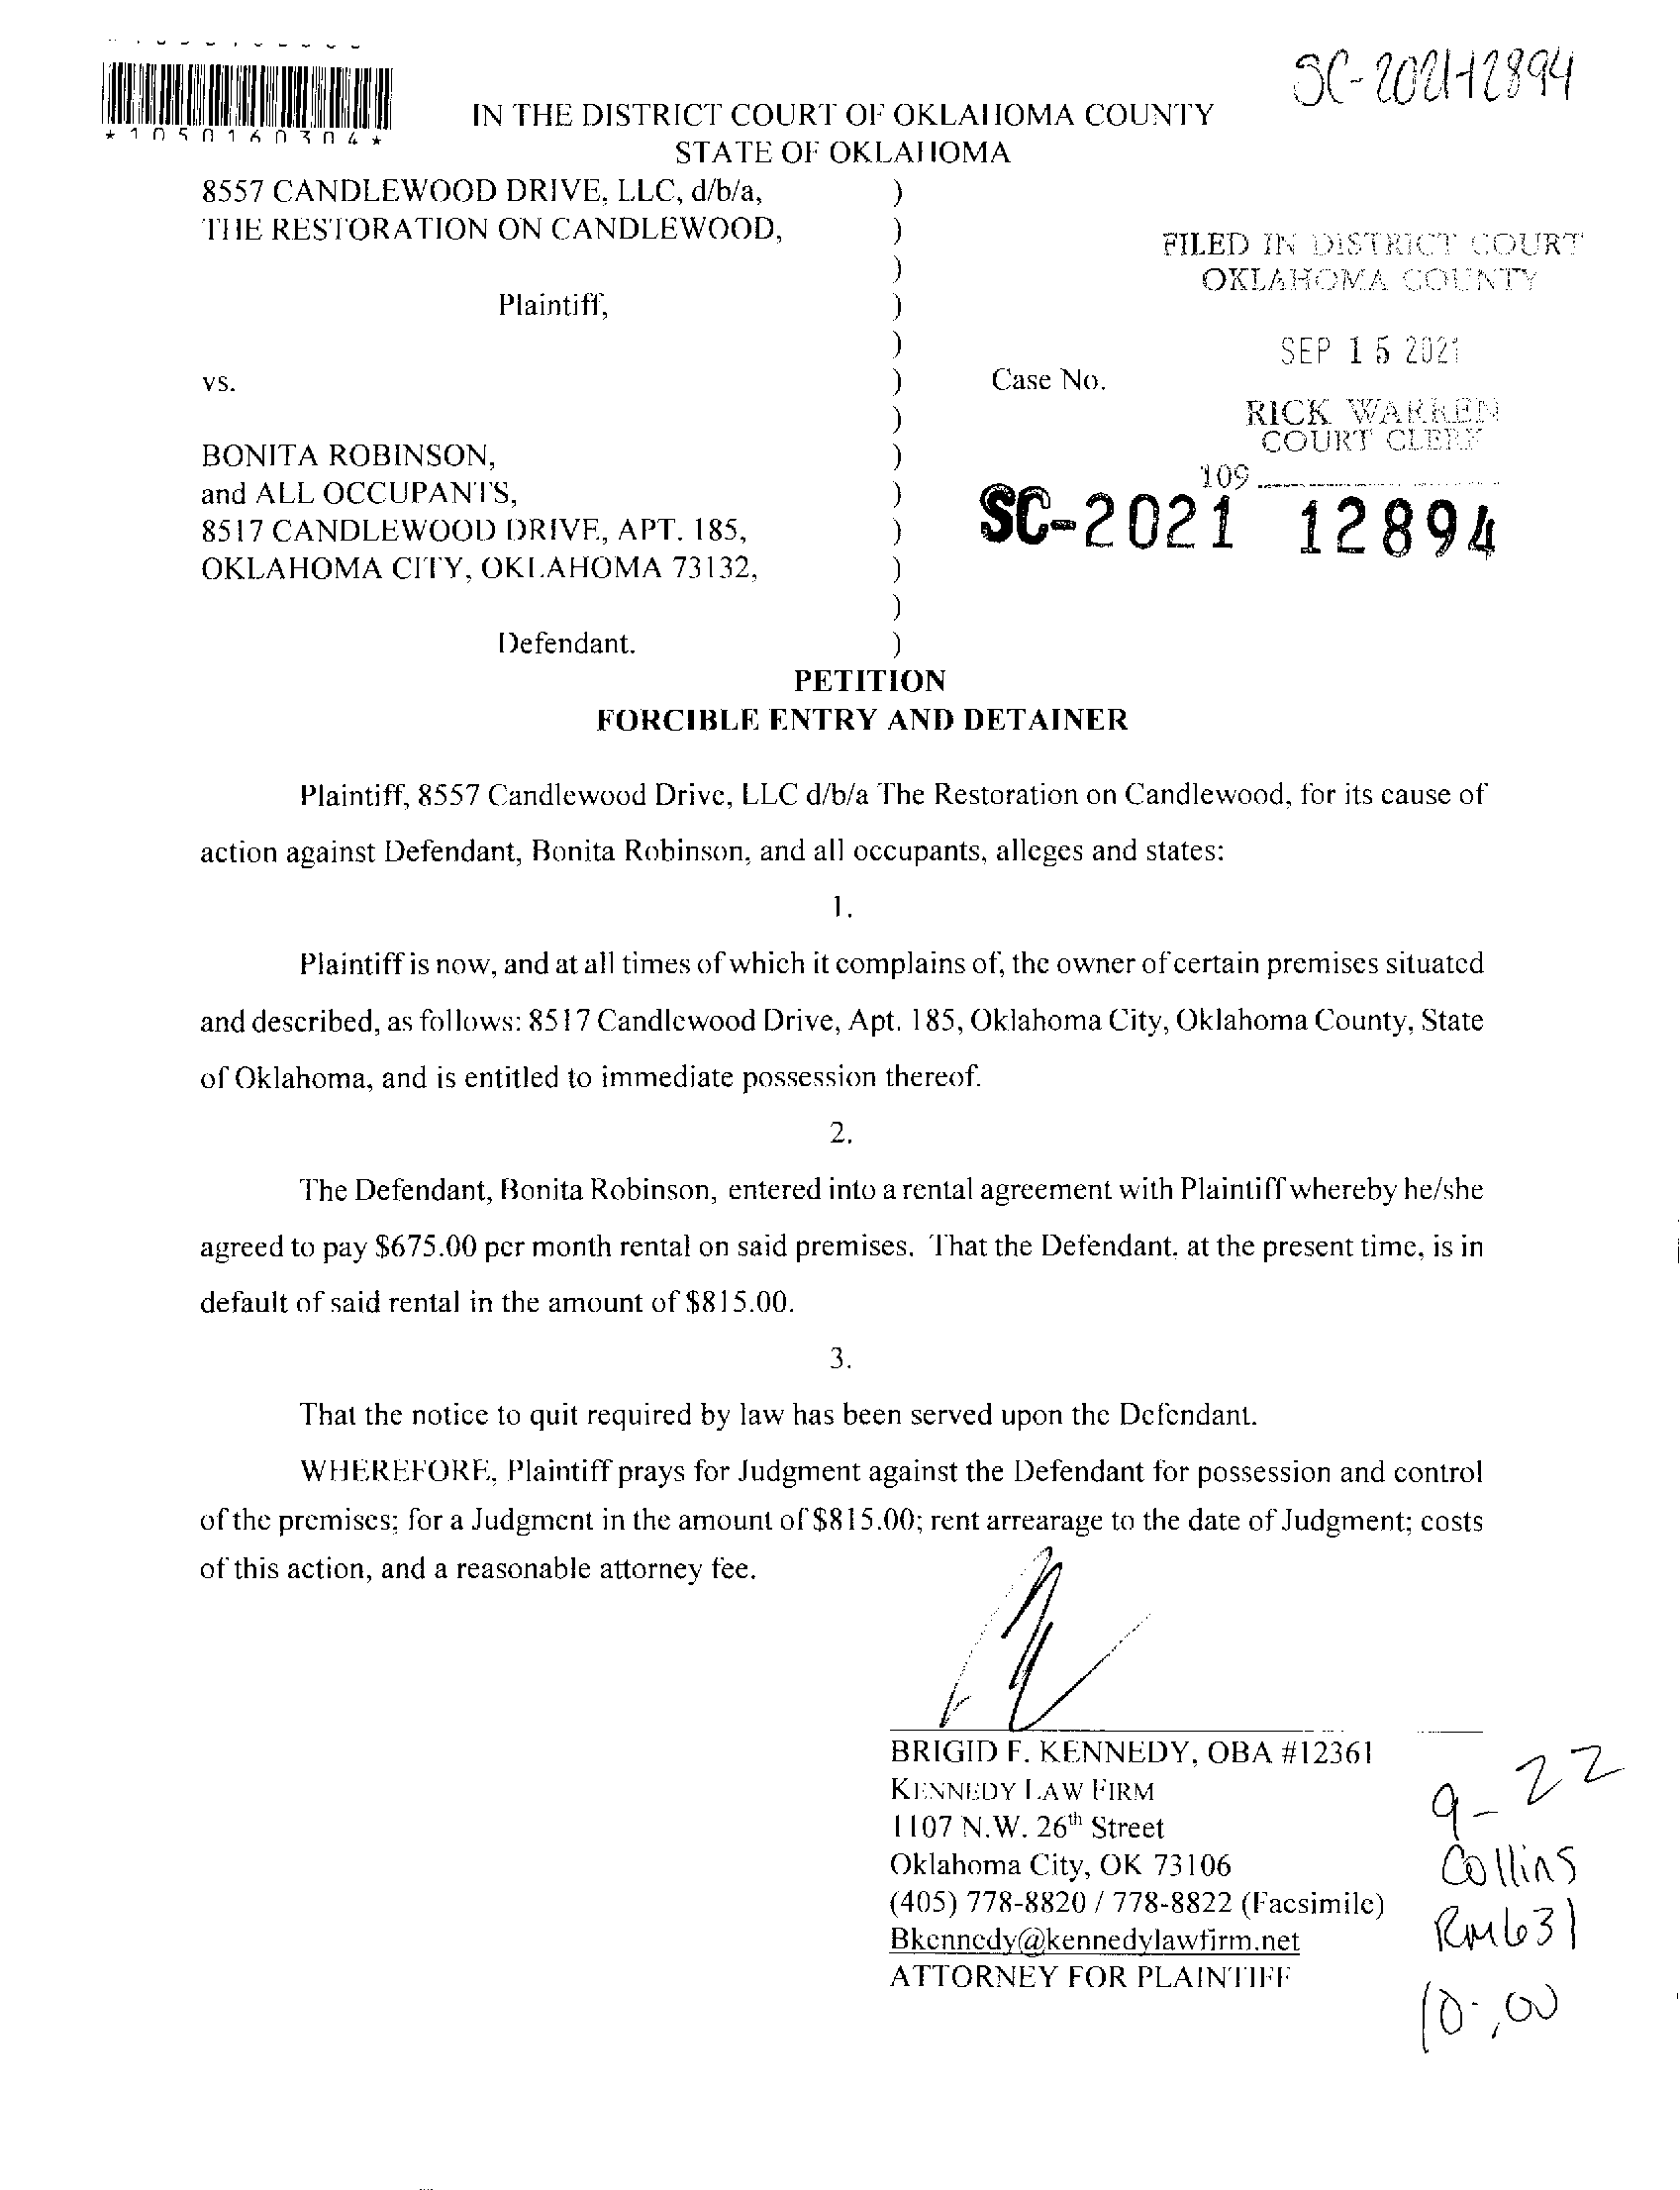 SC-2021-12894
*1050160304*
IN THE DISTRICT COURT OF OKLAHOMA COUNTY
STATE OF OKLAHOMA
8557 CANDLEWOOD DRIVE, LLC, d/b/a, )
THE RESTORATION ON CANDLEWOOD, )
)
Plaintiff, )
)
vs. ) Case No.
)
BONITA ROBINSON, )
and ALL OCCUPANTS, )
8517 CANDLEWOOD DRIVE, APT. 185, )
OKLAHOMA CITY, OKLAHOMA 73132, )
)
Defendant. )
FILED IN DISTRICT COURT
OKLAHOMA COUNTY
SEP 15 2021
RICK WARREN
COURT CLERK
109
SC-2021 12894
PETITION
FORCIBLE ENTRY AND DETAINER
Plaintiff, 8557 Candlewood Drive, LLC d/b/a The Restoration on Candlewood, for its cause of
action against Defendant, Bonita Robinson, and all occupants, alleges and states:
1.
Plaintiff is now, and at all times of which it complains of, the owner of certain premises situated
and described, as follows: 8517 Candlewood Drive, Apt. 185, Oklahoma City, Oklahoma County, State
of Oklahoma, and is entitled to immediate possession thereof.
2.
The Defendant, Bonita Robinson, entered into a rental agreement with Plaintiff whereby he/she
agreed to pay $675.00 per month rental on said premises. That the Defendant, at the present time, is in
default of said rental in the amount of $815.00.
3.
That the notice to quit required by law has been served upon the Defendant.
WHEREFORE, Plaintiff prays for Judgment against the Defendant for possession and control
of the premises; for a Judgment in the amount of $815.00; rent arrearage to the date of Judgment; costs
of this action, and a reasonable attorney fee.
BRIGID F. KENNEDY, OBA #12361
KENNEDY LAW FIRM
1107 N.W. 26th Street
Oklahoma City, OK 73106
(405) 778-8820 / 778-8822 (Facsimile)
Bkennedy@kennedylawfirm.net
ATTORNEY FOR PLAINTIFF
9-22
Collins
Rm631
10:00